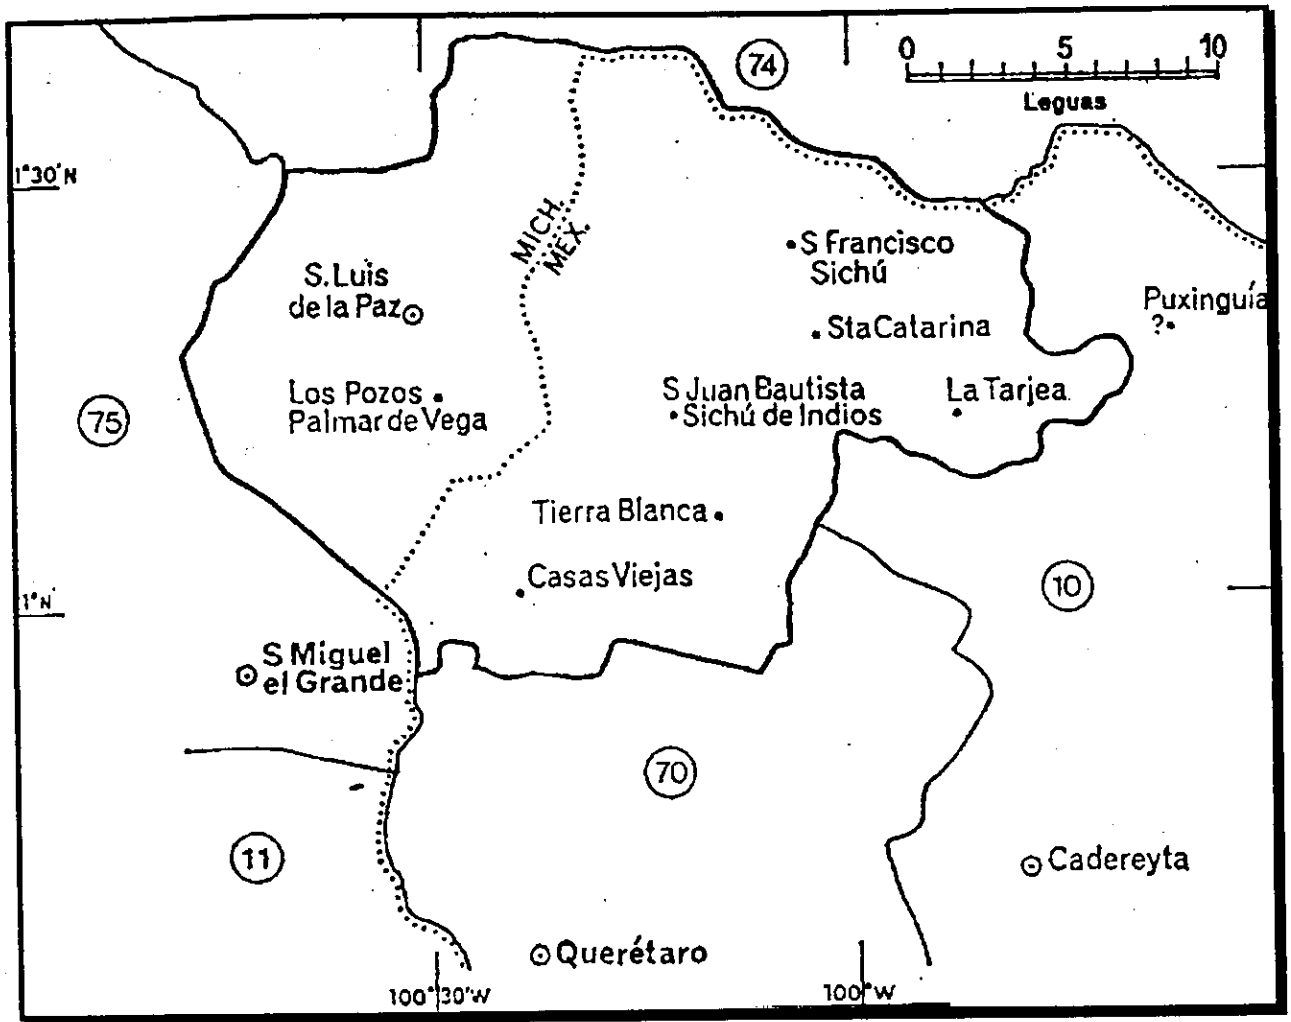 74
0 5 10
Leguas
1°30'N
MICH.
MEX.
S Francisco
Sichú
S. Luis
de la Paz
Puxinguía
?
Sta Catarina
Los Pozos
Palmar de Vega
S Juan Bautista
Sichú de Indios
La Tarjea
75
Tierra Blanca
Casas Viejas
10
1°N
S Miguel
el Grande
70
11
Cadereyta
Querétaro
100°30'W
100°W